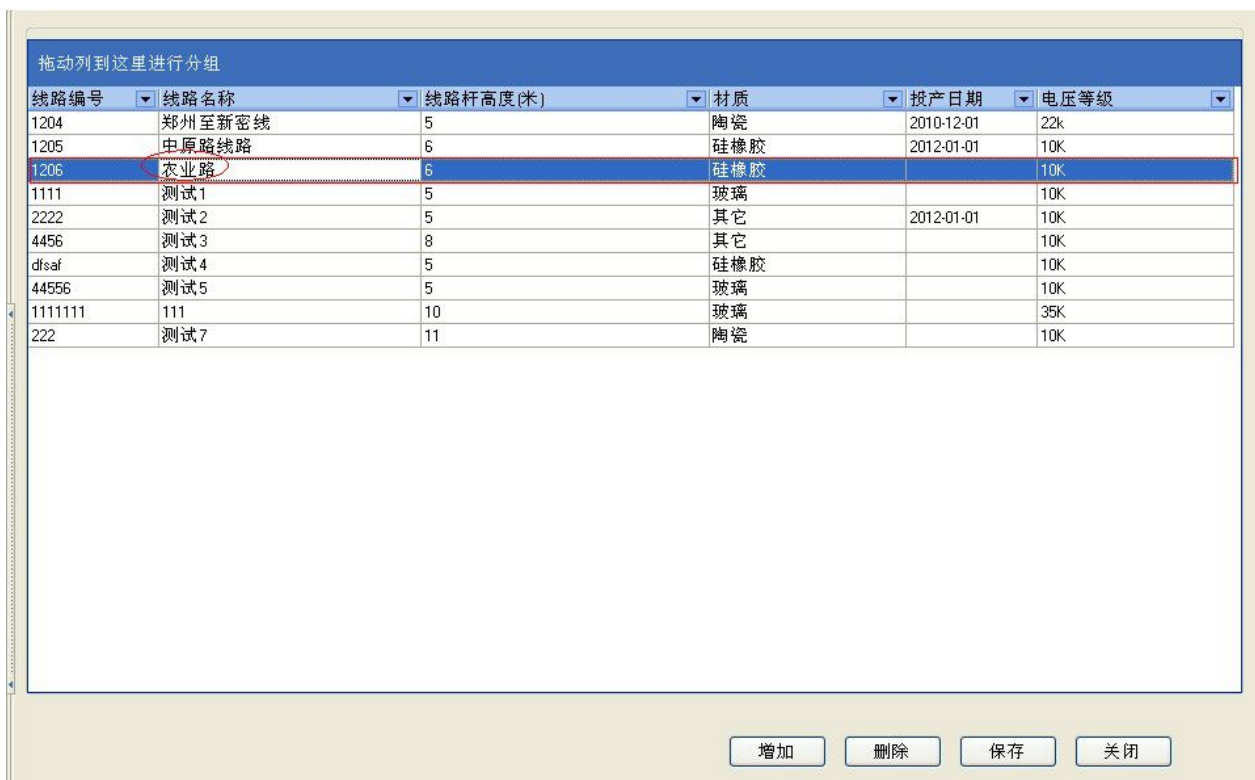 拖动列到这里进行分组
线路编号 线路名称 线路杆高度(米) 材质 投产日期 电压等级
1204 郑州至新密线 5 陶瓷 2010-12-01 22k
1205 中原路线路 6 硅橡胶 2012-01-01 10K
1206 农业路 6 硅橡胶 10K
1111 测试1 5 玻璃 10K
2222 测试2 5 其它 2012-01-01 10K
4456 测试3 8 其它 10K
dfsaf 测试4 5 硅橡胶 10K
44556 测试5 5 玻璃 10K
1111111 111 10 玻璃 35K
222 测试7 11 陶瓷 10K
增加 删除 保存 关闭